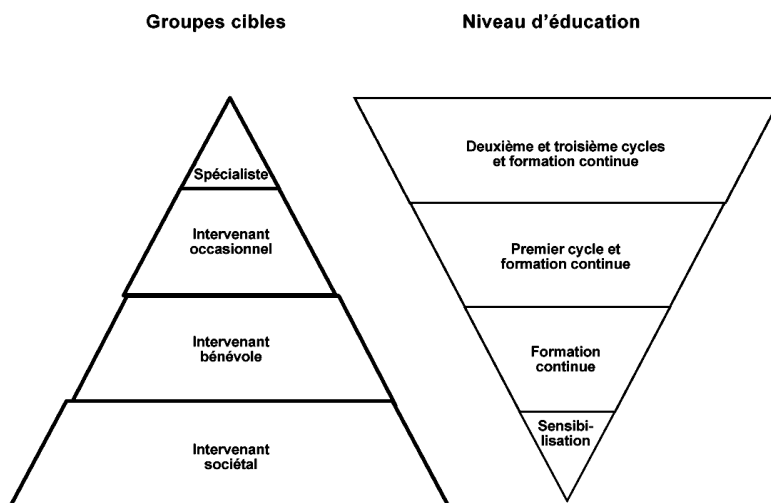 Groupes cibles
Niveau d'éducation
Spécialiste
Intervenant
occasionnel
Intervenant
bénévole
Intervenant
sociétal
Deuxième et troisième cycles
et formation continue
Premier cycle et
formation continue
Formation
continue
Sensibi-
lisation